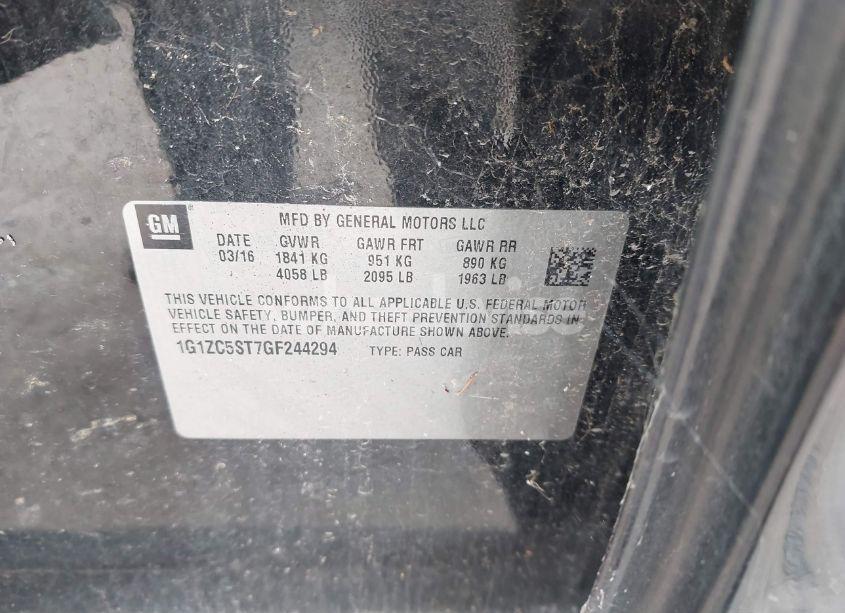 GM
MFD BY GENERAL MOTORS LLC
DATE GVWR GAWR FRT GAWR RR
03/16 1841 KG 951 KG 890 KG
4058 LB 2095 LB 1963 LB
THIS VEHICLE CONFORMS TO ALL APPLICABLE U.S. FEDERAL MOTOR
VEHICLE SAFETY, BUMPER, AND THEFT PREVENTION STANDARDS IN
EFFECT ON THE DATE OF MANUFACTURE SHOWN ABOVE.
1G1ZC5ST7GF244294 TYPE: PASS CAR